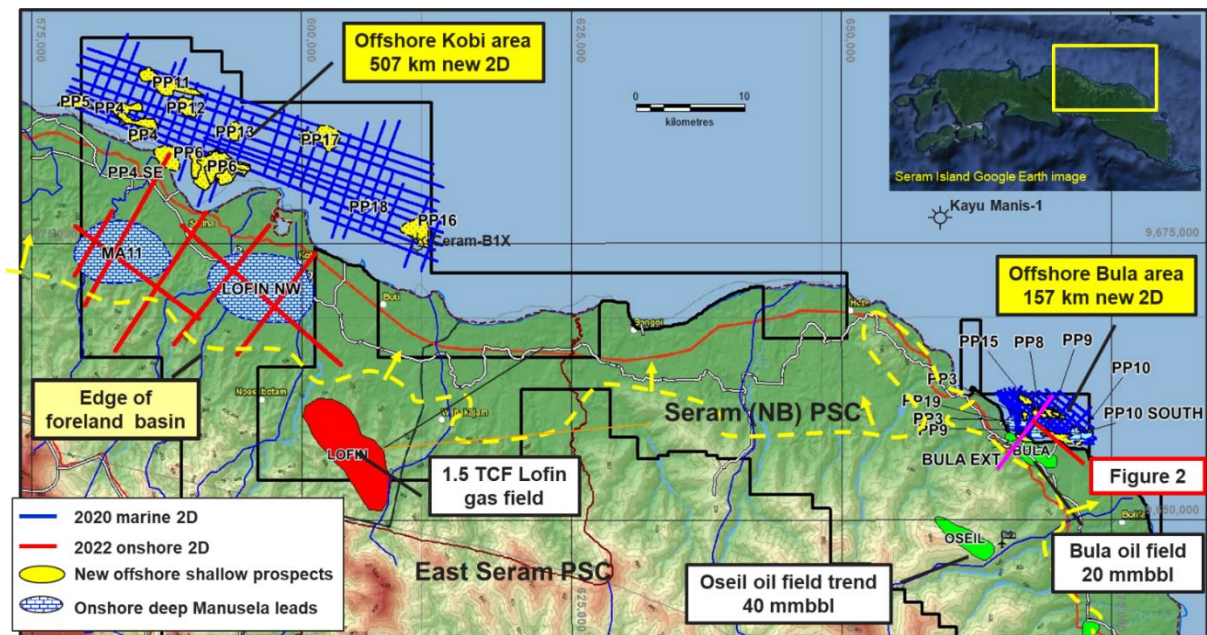 575,000
600,000
625,000
650,000
Offshore Kobi area
507 km new 2D
0
10
kilometres
Seram Island Google Earth image
PP11
PP5
PP4
PP12
PP4
PP13
PP17
PP6
PP6
PP4 SE
PP18
PP16
Ceram-B1X
Kayu Manis-1
9,675,000
MA11
LOFIN NW
Offshore Bula area
157 km new 2D
Boti
Bangoi
PP15
PP8
PP9
PP10
PP3
PP19
PP3
PP9
PP10 SOUTH
Edge of
foreland basin
Seram (NB) PSC
BULA EXT
BULA
Figure 2
LOFIN
1.5 TCF Lofin
gas field
9,650,000
OSEIL
2020 marine 2D
2022 onshore 2D
New offshore shallow prospects
Onshore deep Manusela leads
East Seram PSC
625,000
Oseil oil field trend
40 mmbbl
Bula oil field
20 mmbbl